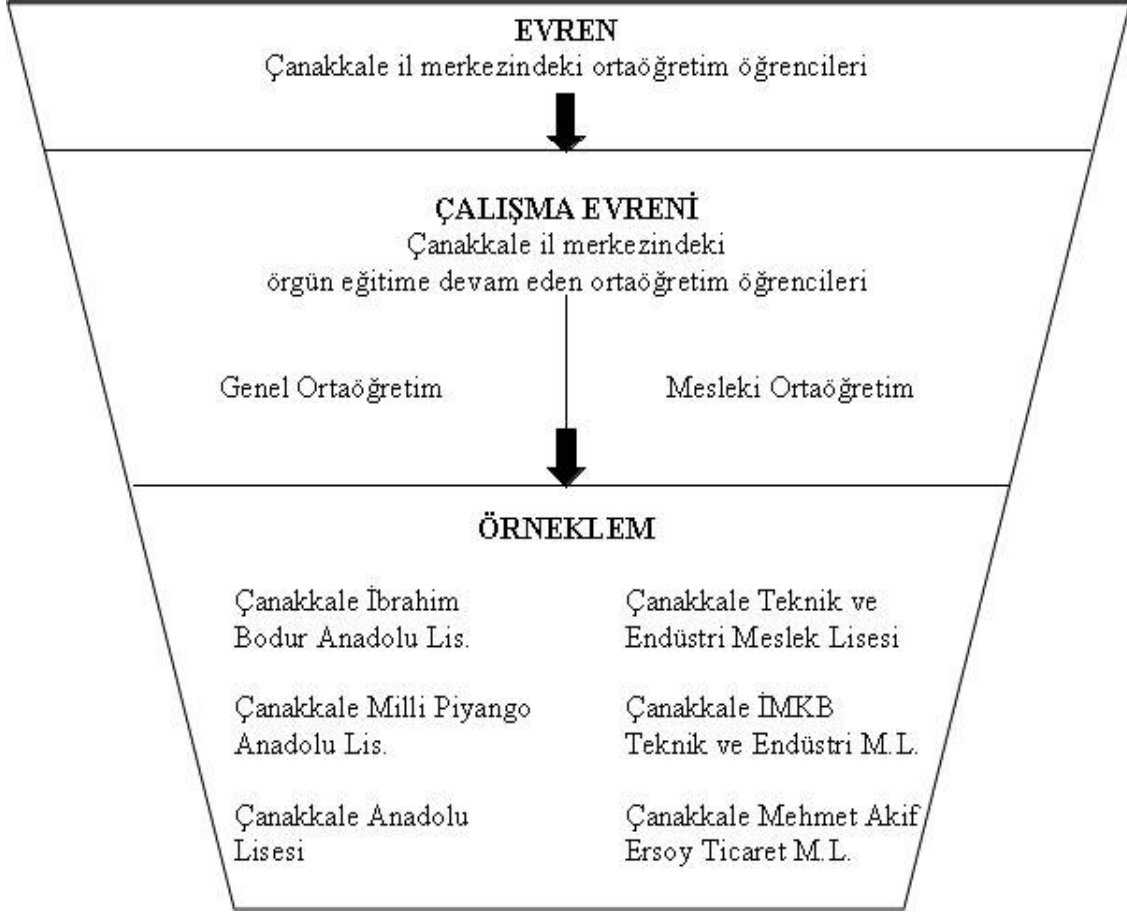 EVREN
Çanakkale il merkezindeki ortaöğretim öğrencileri
ÇALIŞMA EVRENİ
Çanakkale il merkezindeki
örgün eğitime devam eden ortaöğretim öğrencileri
Genel Ortaöğretim
Mesleki Ortaöğretim
ÖRNEKLEM
Çanakkale İbrahim
Bodur Anadolu Lis.
Çanakkale Milli Piyango
Anadolu Lis.
Çanakkale Anadolu
Lisesi
Çanakkale Teknik ve
Endüstri Meslek Lisesi
Çanakkale İMKB
Teknik ve Endüstri M.L.
Çanakkale Mehmet Akif
Ersoy Ticaret M.L.